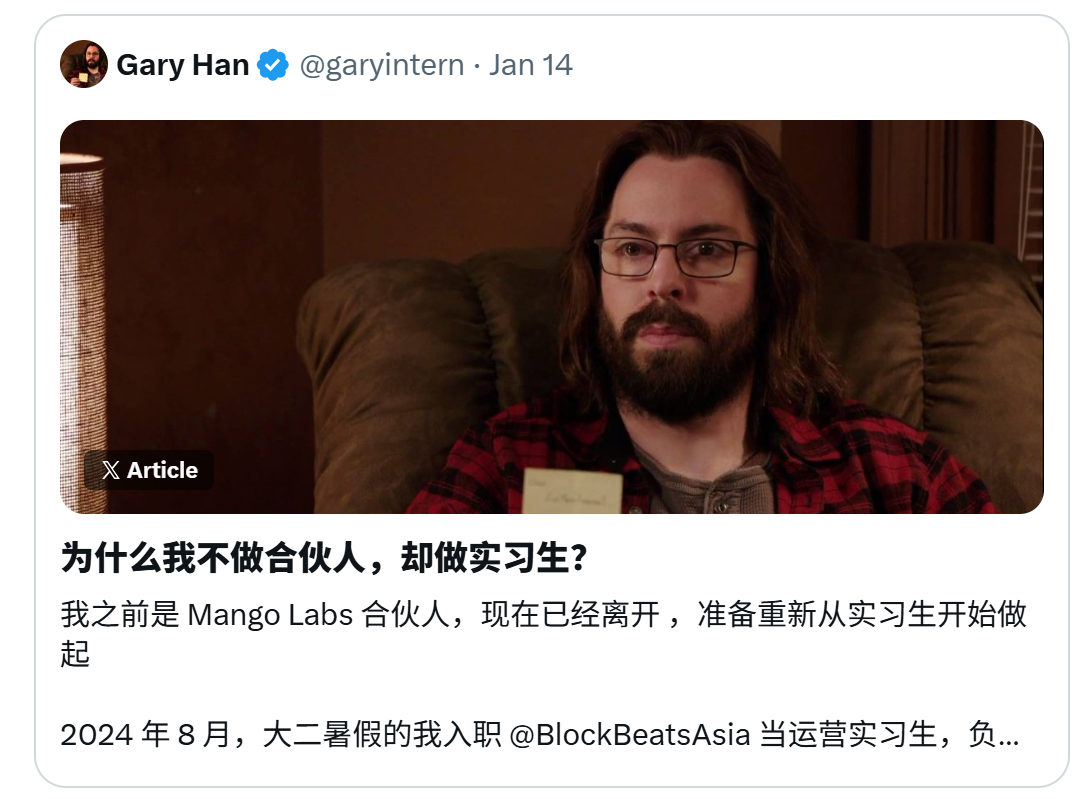 Gary Han @garyintern · Jan 14
X Article
为什么我不做合伙人，却做实习生？
我之前是 Mango Labs 合伙人，现在已经离开 ，准备重新从实习生开始做
起
2024 年 8 月，大二暑假的我入职 @BlockBeatsAsia 当运营实习生，负...